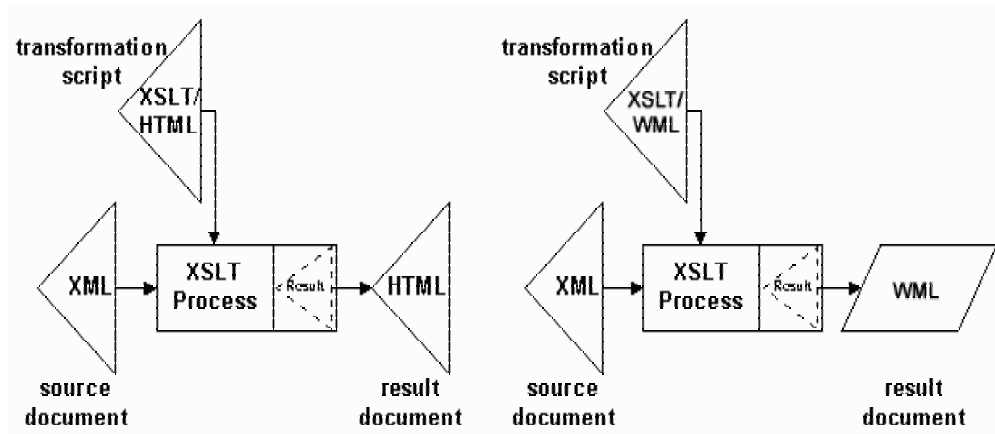 transformation
script
XSLT/
HTML
XML
XSLT
Process
Result
HTML
source
document
result
document
transformation
script
XSLT/
WML
XML
XSLT
Process
Result
WML
source
document
result
document